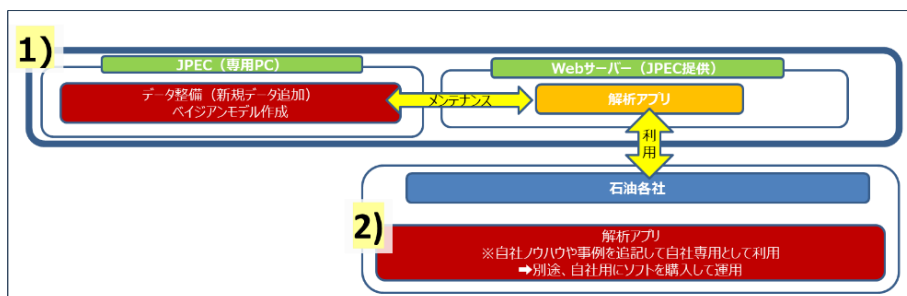 1)
JPEC（専用PC）
データ整備（新規データ追加）
ベイジアンモデル作成
メンテナンス
Webサーバー（JPEC提供）
解析アプリ
利用
石油各社
2)
解析アプリ
※自社ノウハウや事例を追記して自社専用として利用
➡別途、自社用にソフトを購入して運用